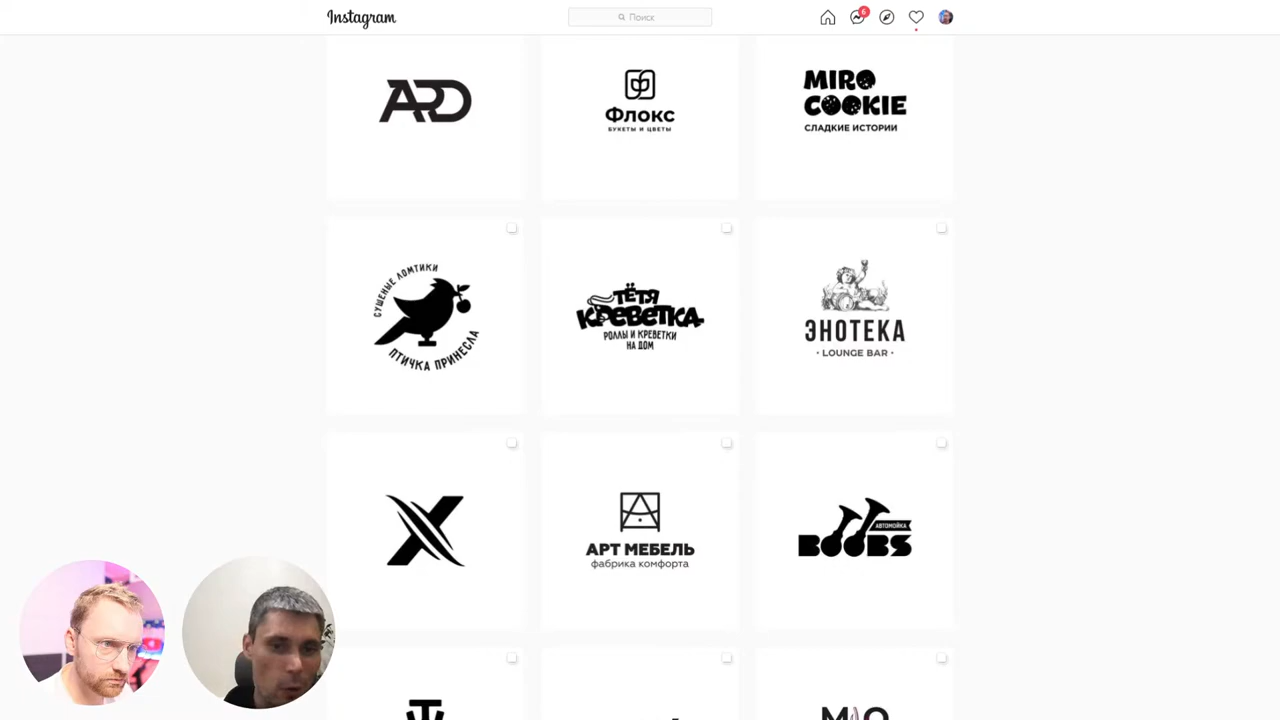 Instagram
Поиск
6
ARD
Флокс
БУКЕТЫ И ЦВЕТЫ
MIRO
COOKIE
СЛАДКИЕ ИСТОРИИ
СУШЕНЫЕ ЛОМТИКИ
ПТИЧКА ПРИНЕСЛА
ТЁТЯ
КРЕВЕТКА
РОЛЛЫ И КРЕВЕТКИ
НА ДОМ
ЭНОТЕКА
· LOUNGE BAR ·
X
АРТ МЕБЕЛЬ
фабрика комфорта
АВТОМОЙКА
BOOBS